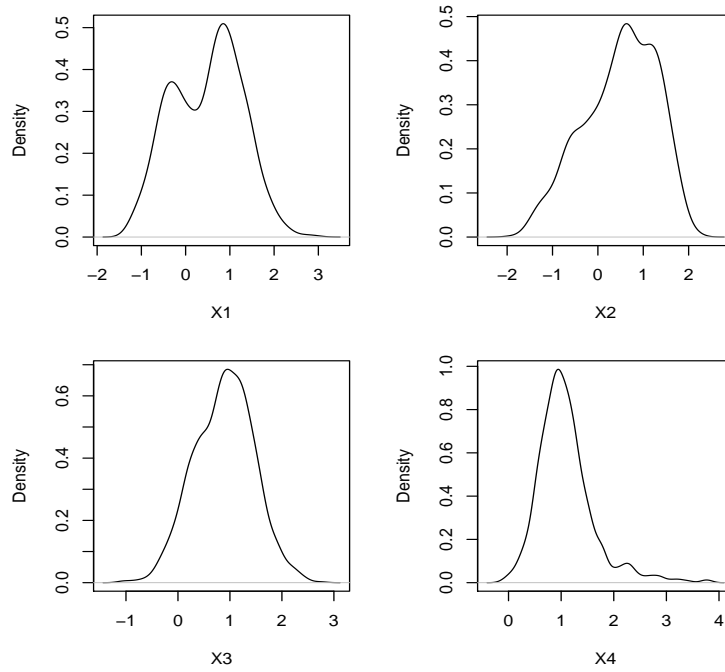 Density
0.0 0.1 0.2 0.3 0.4 0.5
−2 −1 0 1 2 3
X1
Density
0.0 0.1 0.2 0.3 0.4 0.5
−2 −1 0 1 2
X2
Density
0.0 0.2 0.4 0.6
−1 0 1 2 3
X3
Density
0.0 0.2 0.4 0.6 0.8 1.0
0 1 2 3 4
X4